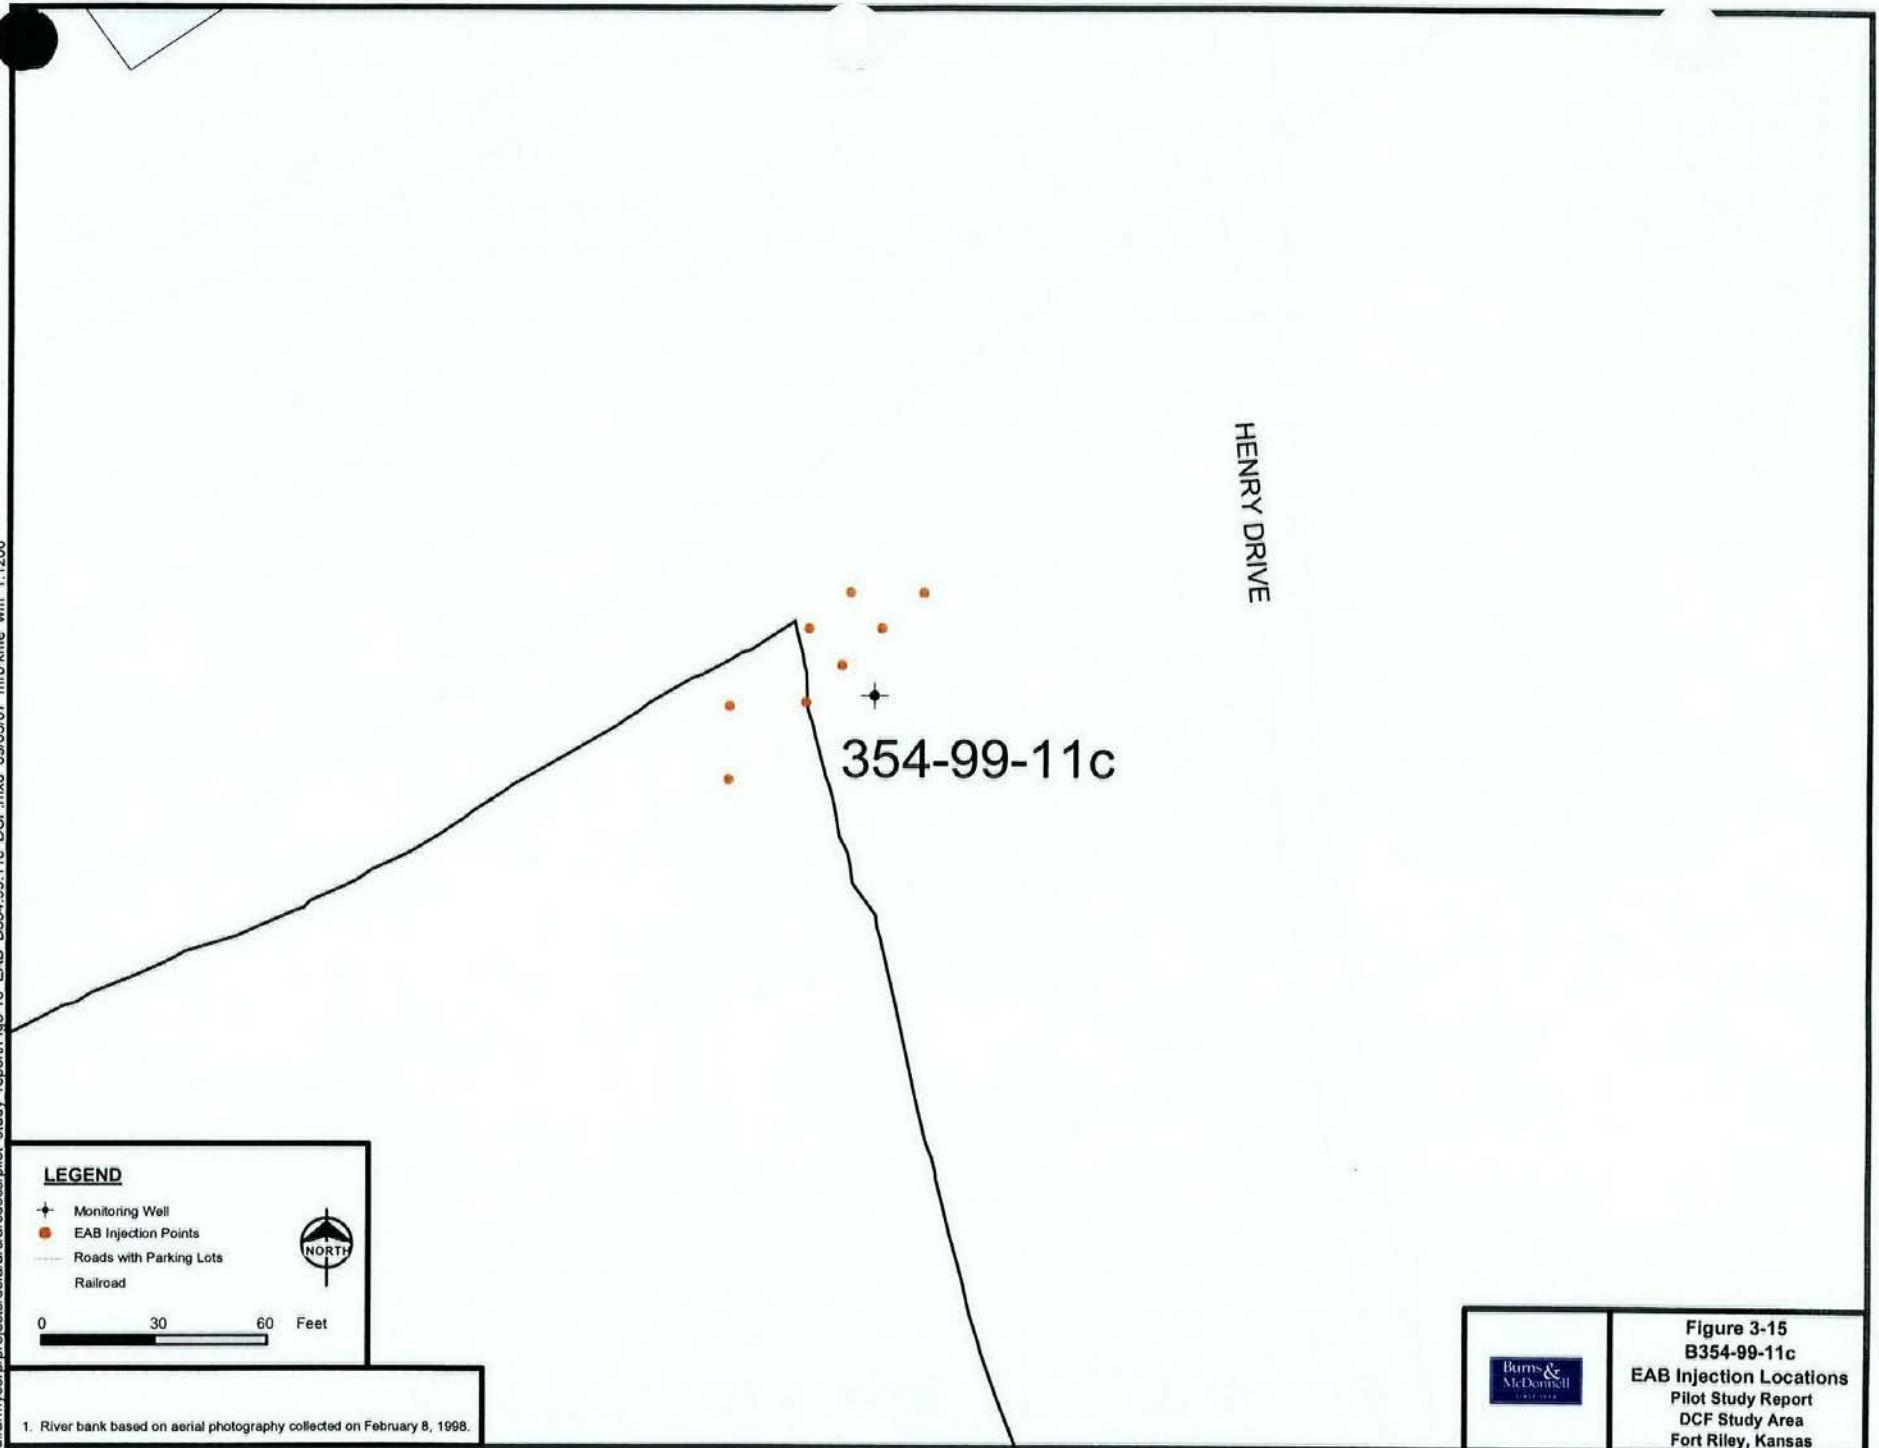 HENRY DRIVE
354-99-11c
LEGEND
Monitoring Well
EAB Injection Points
Roads with Parking Lots
Railroad
NORTH
0 30 60 Feet
1. River bank based on aerial photography collected on February 8, 1998.
Burns &
McDonnell
Figure 3-15
B354-99-11c
EAB Injection Locations
Pilot Study Report
DCF Study Area
Fort Riley, Kansas